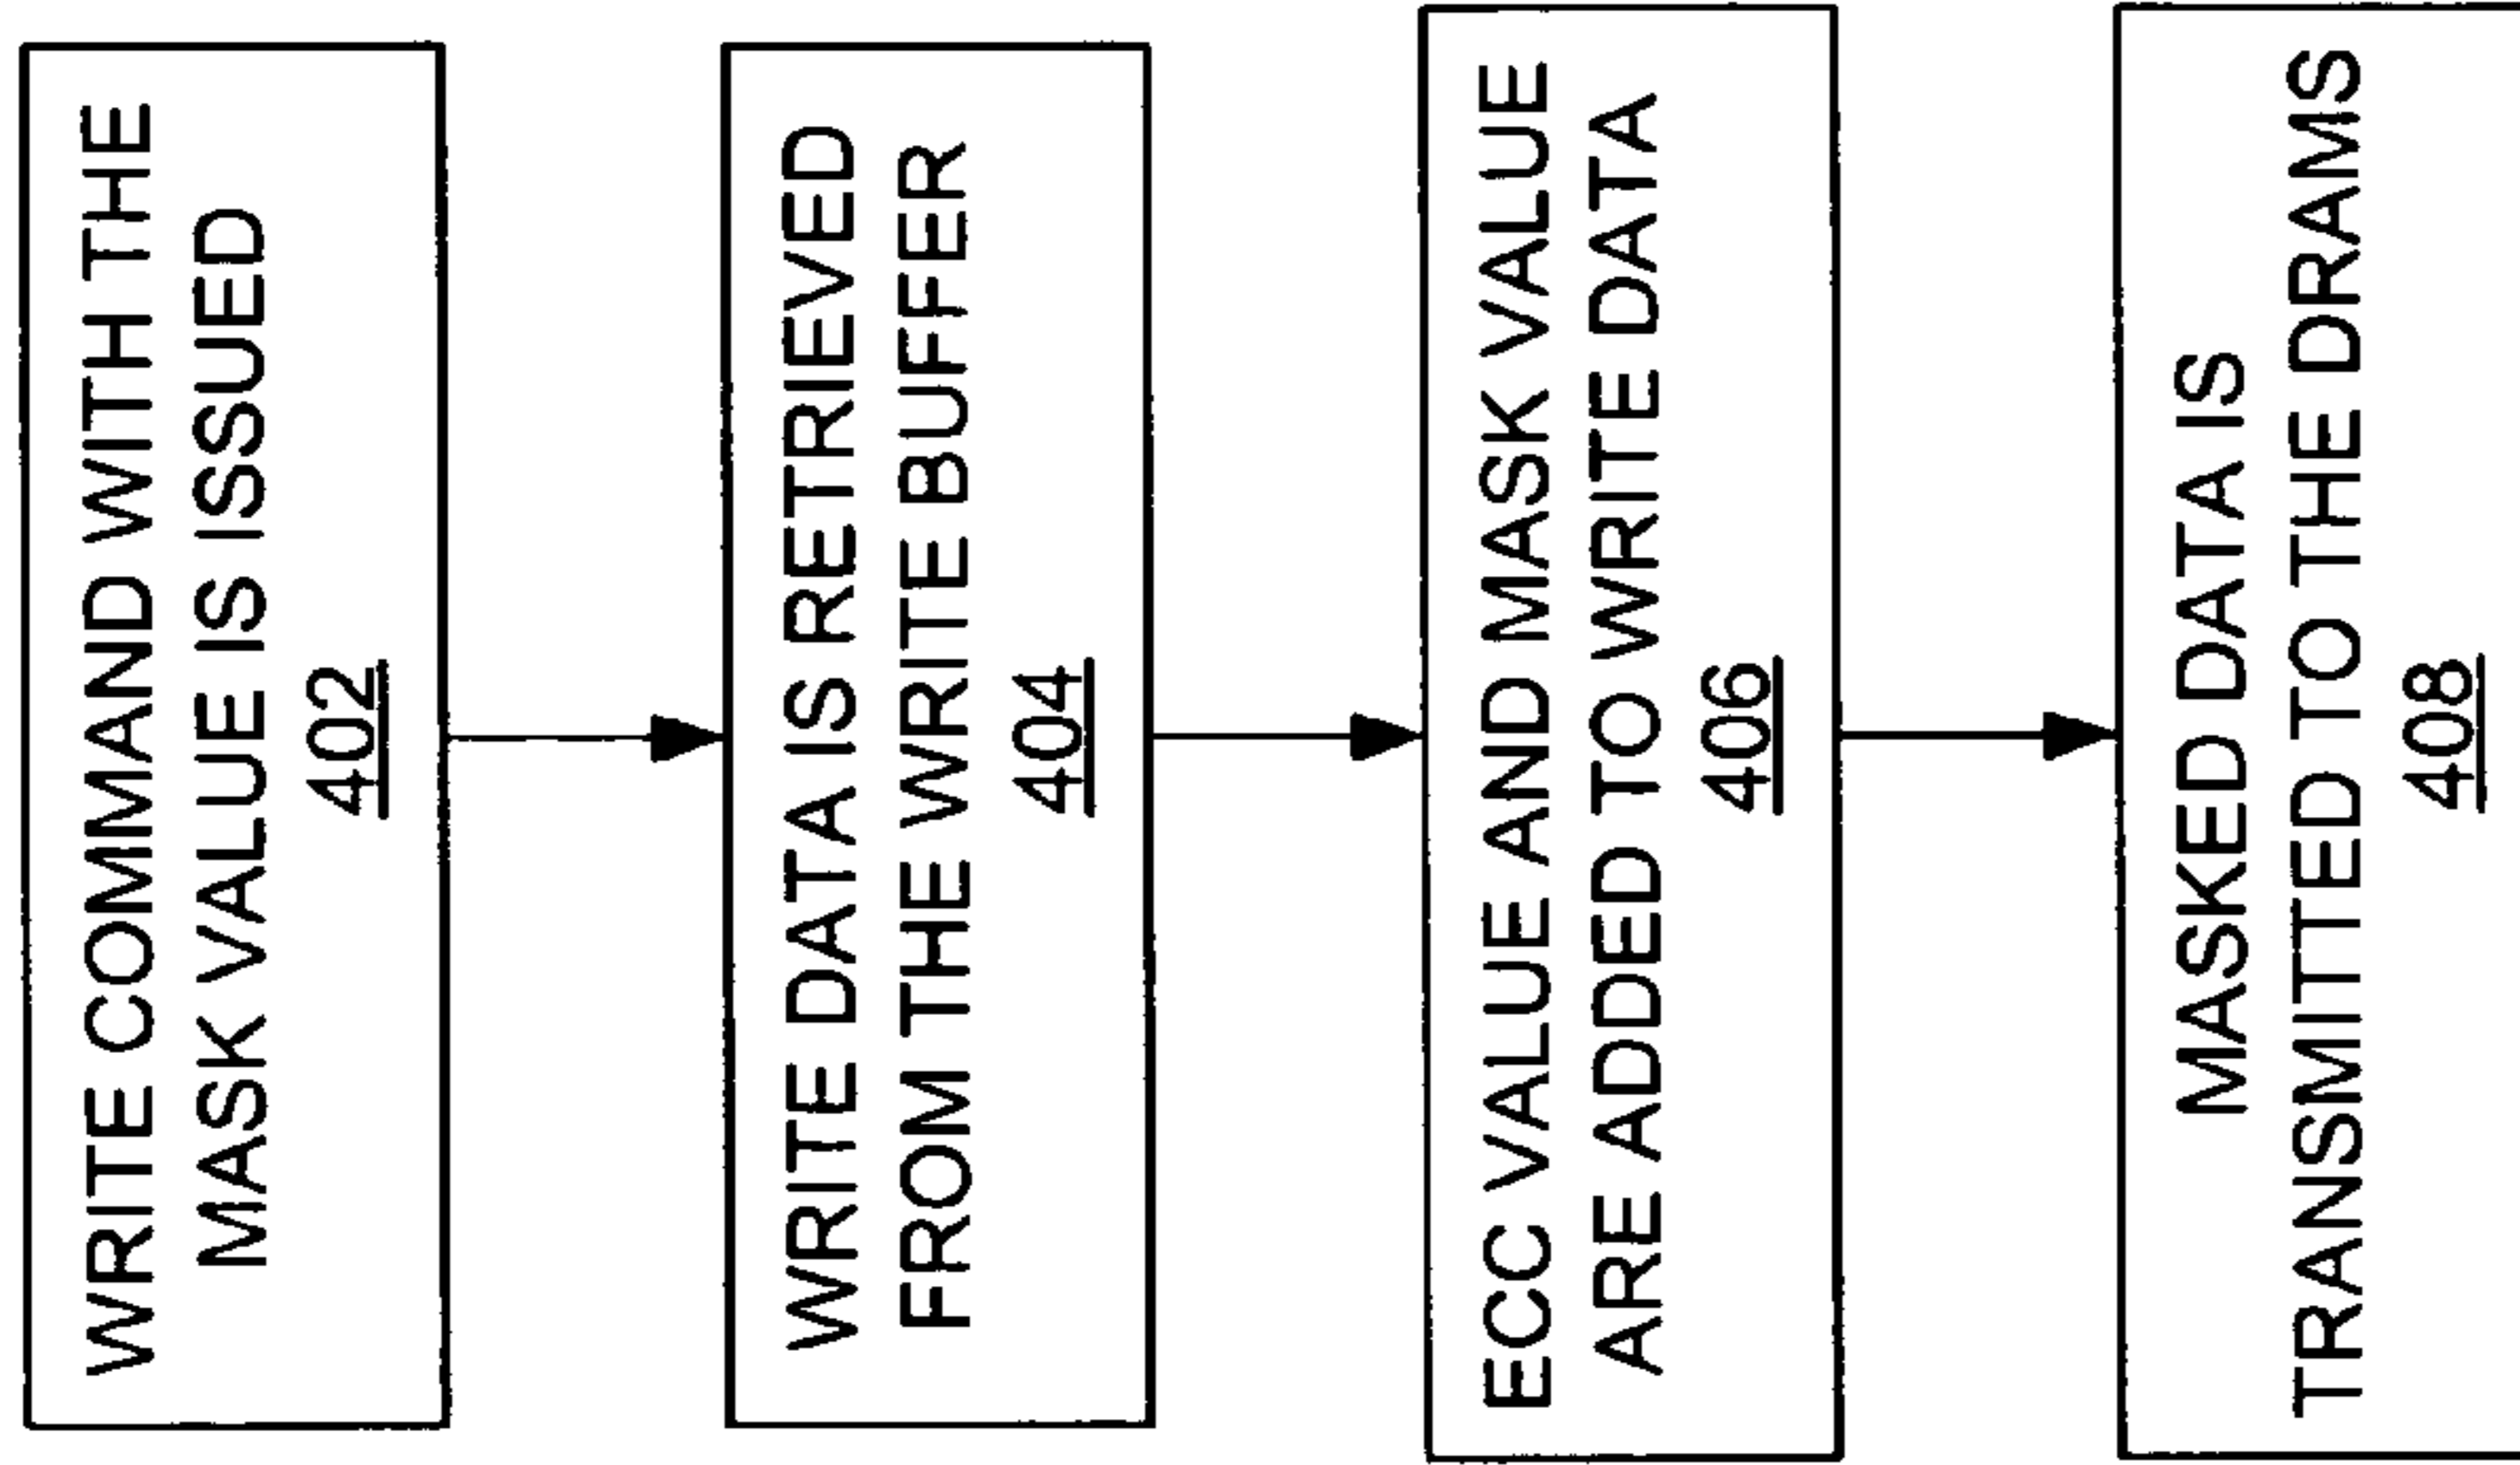 WRITE COMMAND WITH THE
MASK VALUE IS ISSUED
402
WRITE DATA IS RETRIEVED
FROM THE WRITE BUFFER
404
ECC VALUE AND MASK VALUE
ARE ADDED TO WRITE DATA
406
MASKED DATA IS
TRANSMITTED TO THE DRAMS
408